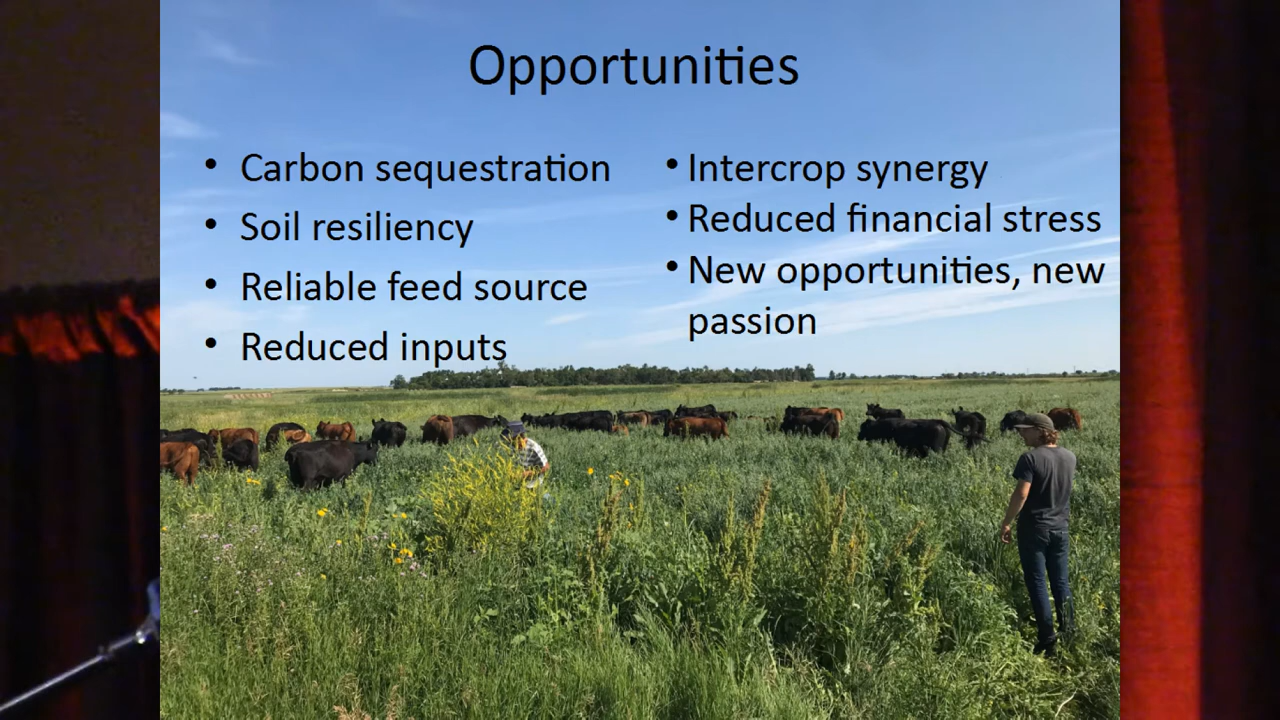 Opportunities
• Carbon sequestration
• Soil resiliency
• Reliable feed source
• Reduced inputs
• Intercrop synergy
• Reduced financial stress
• New opportunities, new
passion